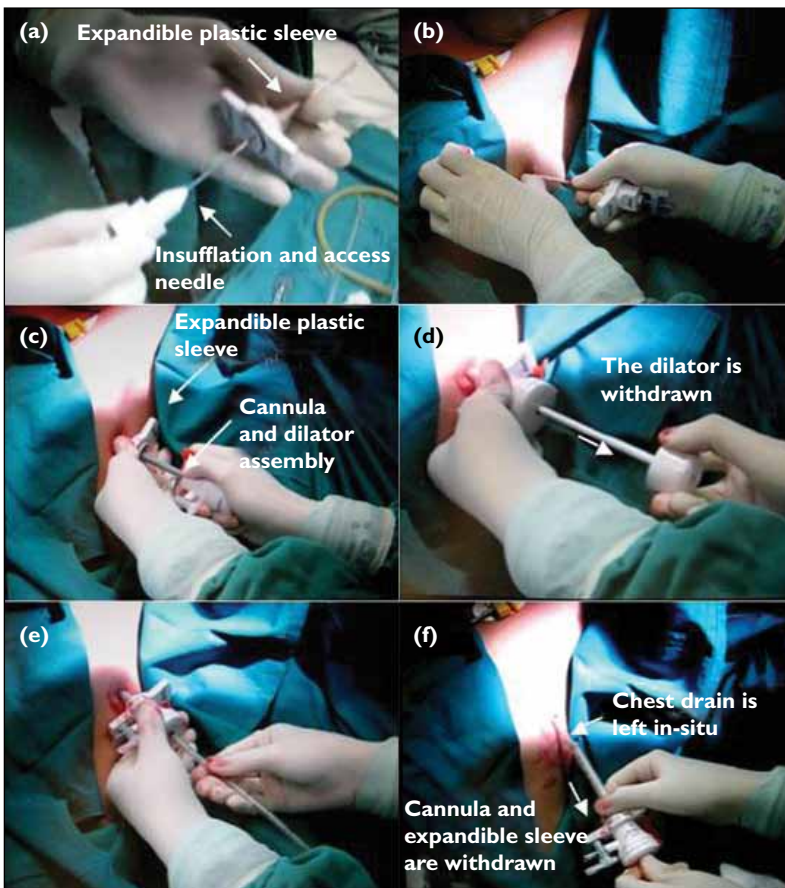 (a)
Expandible plastic sleeve
Insufflation and access
needle
(b)
(c)
Expandible plastic
sleeve
Cannula
and dilator
assembly
(d)
The dilator is
withdrawn
(e)
(f)
Chest drain is
left in-situ
Cannula and
expandible sleeve
are withdrawn